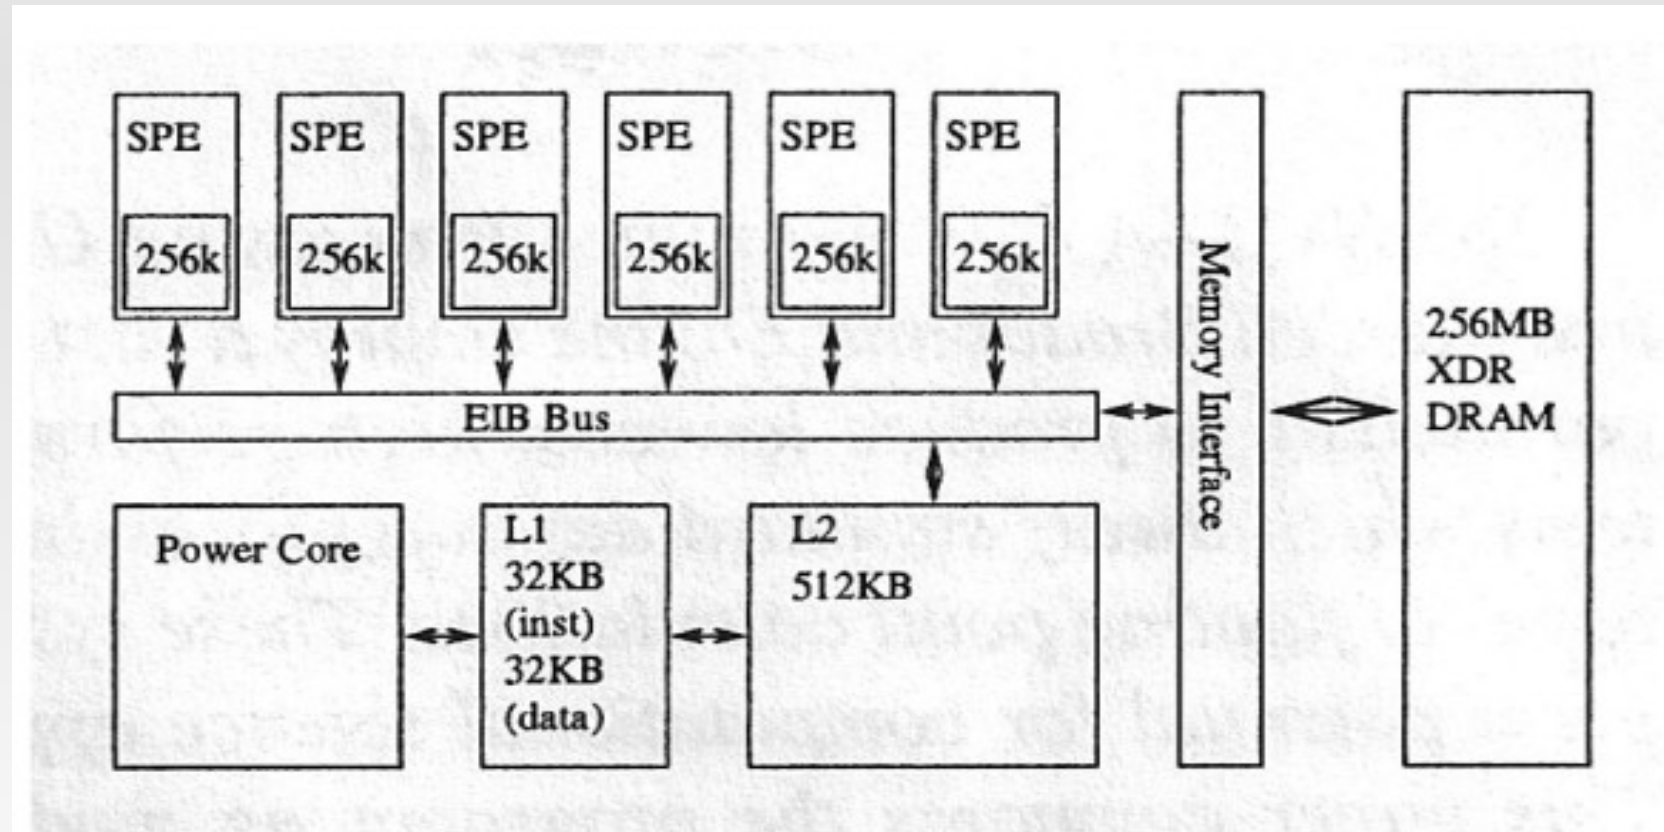 SPE
SPE
SPE
SPE
SPE
SPE
256k
256k
256k
256k
256k
256k
EIB Bus
Power Core
L1
32KB
(inst)
32KB
(data)
L2
512KB
Memory Interface
256MB
XDR
DRAM